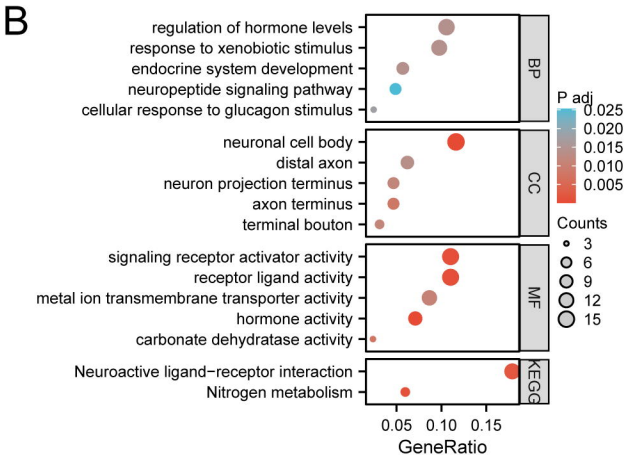 B
regulation of hormone levels
response to xenobiotic stimulus
endocrine system development
neuropeptide signaling pathway
cellular response to glucagon stimulus
BP
neuronal cell body
distal axon
neuron projection terminus
axon terminus
terminal bouton
CC
signaling receptor activator activity
receptor ligand activity
metal ion transmembrane transporter activity
hormone activity
carbonate dehydratase activity
MF
Neuroactive ligand−receptor interaction
Nitrogen metabolism
KEGG
0.05 0.10 0.15
GeneRatio
P adj
0.025
0.020
0.015
0.010
0.005
Counts
3
6
9
12
15